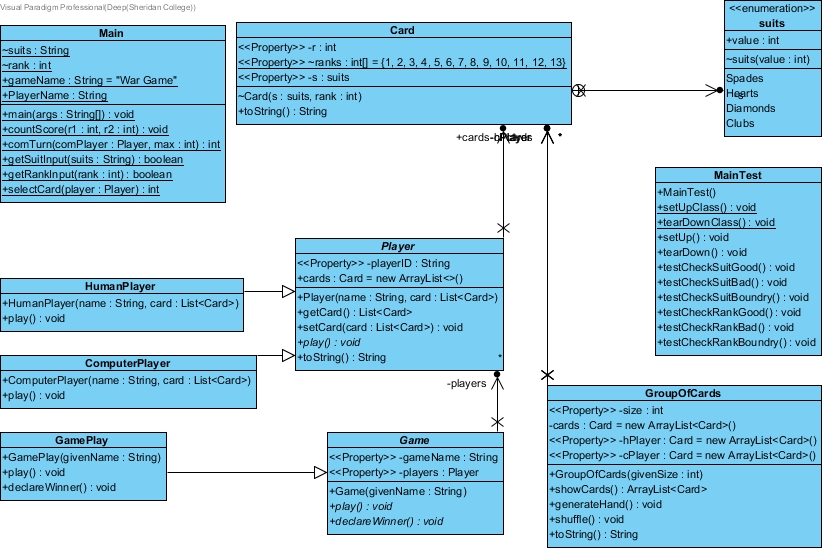 Visual Paradigm Professional(Deep(Sheridan College))
Main
~suits : String
~rank : int
+gameName : String = "War Game"
+PlayerName : String
+main(args : String[]) : void
+countScore(r1 : int, r2 : int) : void
+comTurn(comPlayer : Player, max : int) : int
+getSuitInput(suits : String) : boolean
+getRankInput(rank : int) : boolean
+selectCard(player : Player) : int
Card
<<Property>> -r : int
<<Property>> ~ranks : int[] = {1, 2, 3, 4, 5, 6, 7, 8, 9, 10, 11, 12, 13}
<<Property>> -s : suits
~Card(s : suits, rank : int)
+toString() : String
<<enumeration>>
suits
+value : int
~suits(value : int)
Spades
Hearts
Diamonds
Clubs
-s
+cards
*
MainTest
+MainTest()
+setUpClass() : void
+tearDownClass() : void
+setUp() : void
+tearDown() : void
+testCheckSuitGood() : void
+testCheckSuitBad() : void
+testCheckSuitBoundry() : void
+testCheckRankGood() : void
+testCheckRankBad() : void
+testCheckRankBoundry() : void
Player
<<Property>> -playerID : String
+cards : Card = new ArrayList<>()
+Player(name : String, card : List<Card>)
+getCard() : List<Card>
+setCard(card : List<Card>) : void
+play() : void
+toString() : String
*
HumanPlayer
+HumanPlayer(name : String, card : List<Card>)
+play() : void
ComputerPlayer
+ComputerPlayer(name : String, card : List<Card>)
+play() : void
-players
GamePlay
+GamePlay(givenName : String)
+play() : void
+declareWinner() : void
Game
<<Property>> -gameName : String
<<Property>> -players : Player
+Game(givenName : String)
+play() : void
+declareWinner() : void
GroupOfCards
<<Property>> -size : int
-cards : Card = new ArrayList<Card>()
<<Property>> -hPlayer : Card = new ArrayList<Card>()
<<Property>> -cPlayer : Card = new ArrayList<Card>()
+GroupOfCards(givenSize : int)
+showCards() : ArrayList<Card>
+generateHand() : void
+shuffle() : void
+toString() : String